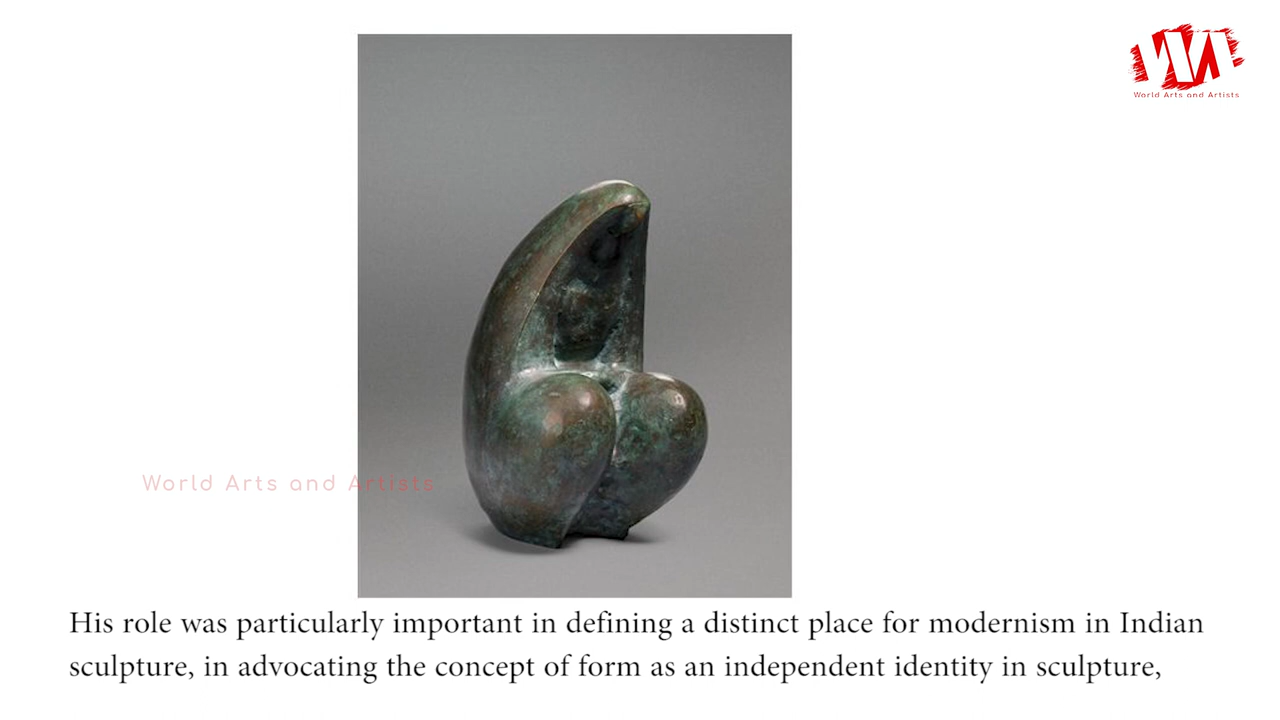 World Arts and Artists
World Arts and Artists
His role was particularly important in defining a distinct place for modernism in Indian
sculpture, in advocating the concept of form as an independent identity in sculpture,